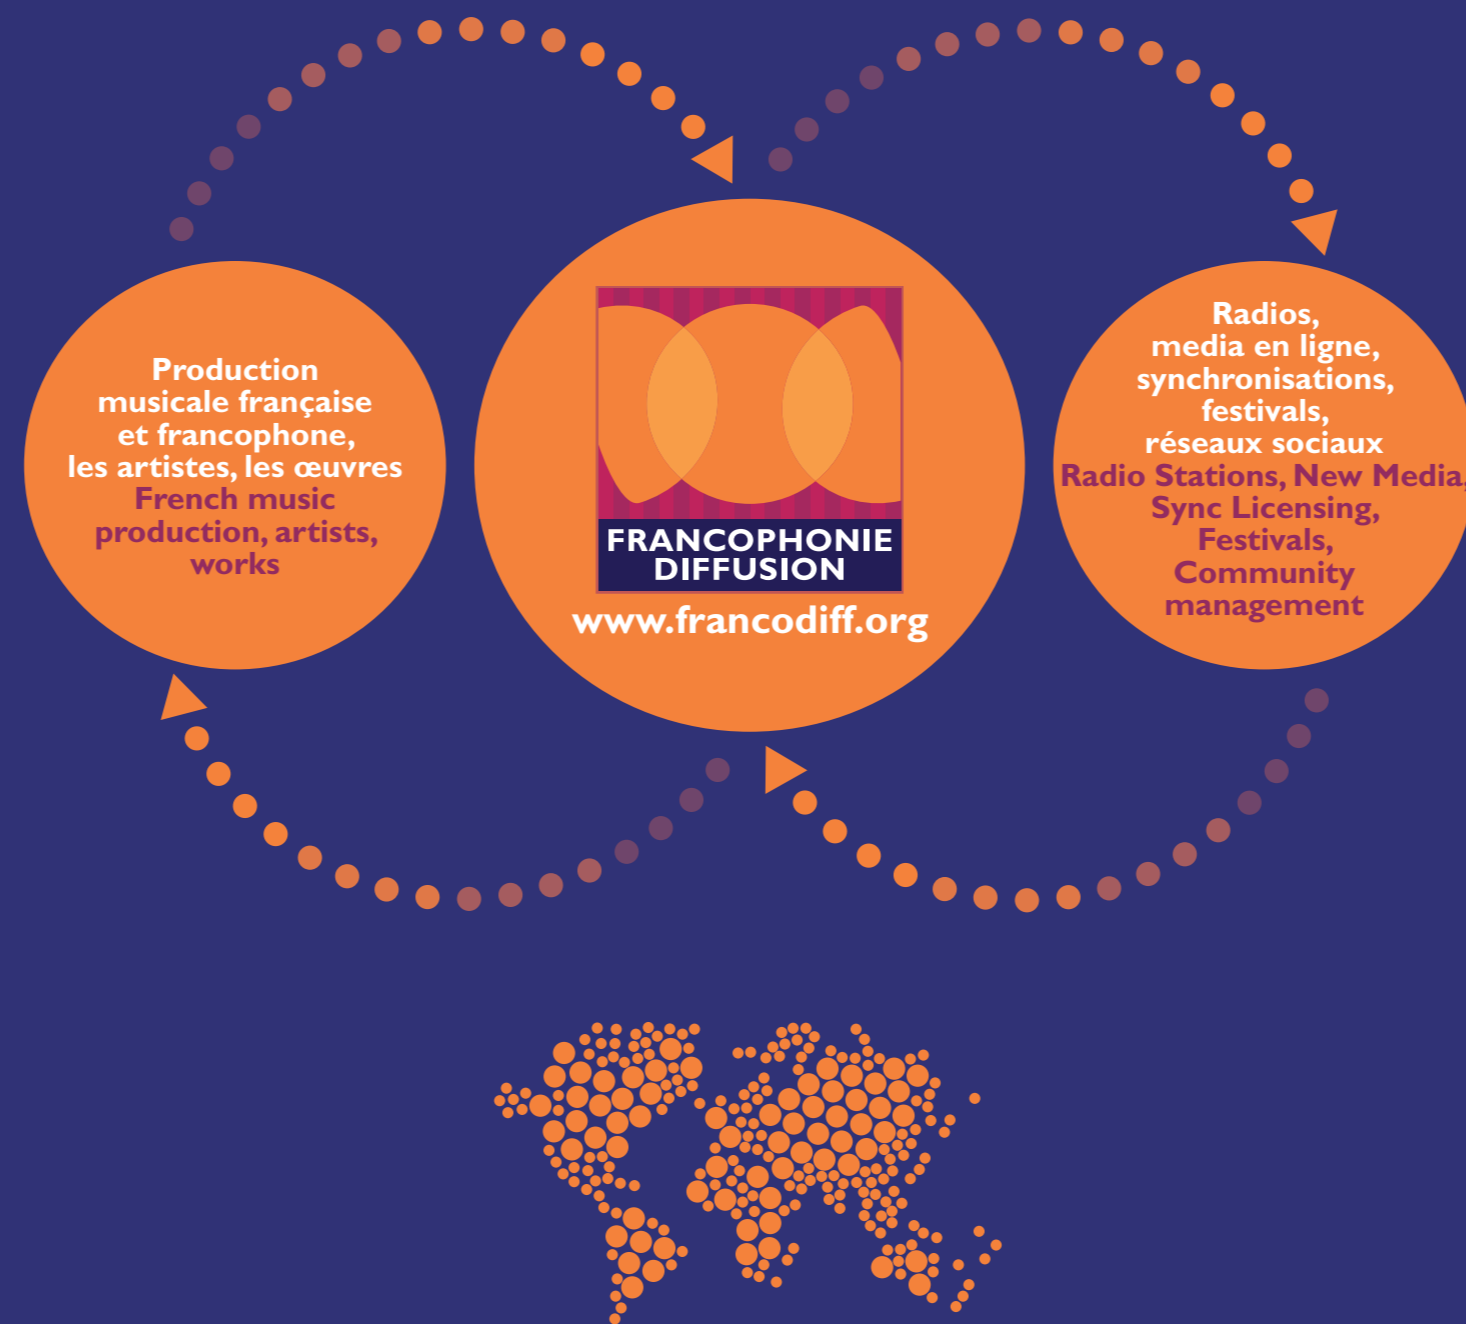 Production
musicale française
et francophone,
les artistes, les œuvres
French music
production, artists,
works
FRANCOPHONIE
DIFFUSION
www.francodiff.org
Radios,
media en ligne,
synchronisations,
festivals,
réseaux sociaux
Radio Stations, New Media,
Sync Licensing,
Festivals,
Community
management